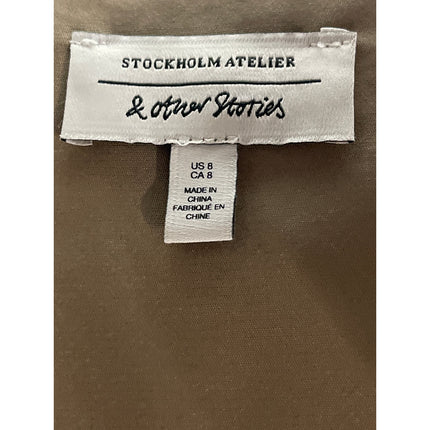 STOCKHOLM ATELIER
& other Stories
US 8
CA 8
MADE IN
CHINA
FABRIQUÉ EN
CHINE